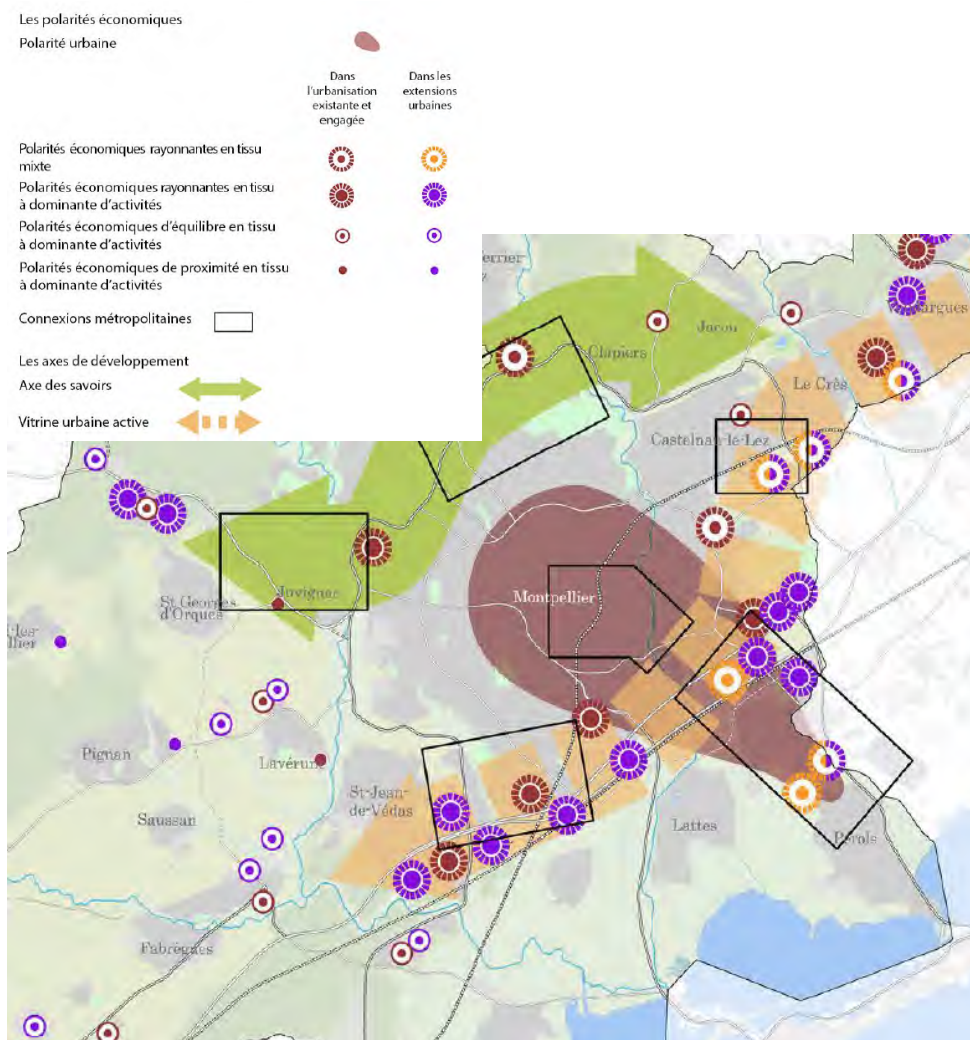 Les polarités économiques
Polarité urbaine
Dans
l'urbanisation
existante et
engagée
Dans les
extensions
urbaines
Polarités économiques rayonnantes en tissu
mixte
Polarités économiques rayonnantes en tissu
à dominante d'activités
Polarités économiques d'équilibre en tissu
à dominante d'activités
Polarités économiques de proximité en tissu
à dominante d'activités
Connexions métropolitaines
Les axes de développement
Axe des savoirs
Vitrine urbaine active
Jacou
Clapiers
Le Crès
Castelnau-le-Lez
Montpellier
Juvignac
St Georges
d'Orques
Pignan
Lavérune
St-Jean-
de-Védas
Saussan
Lattes
Pérols
Fabrègues